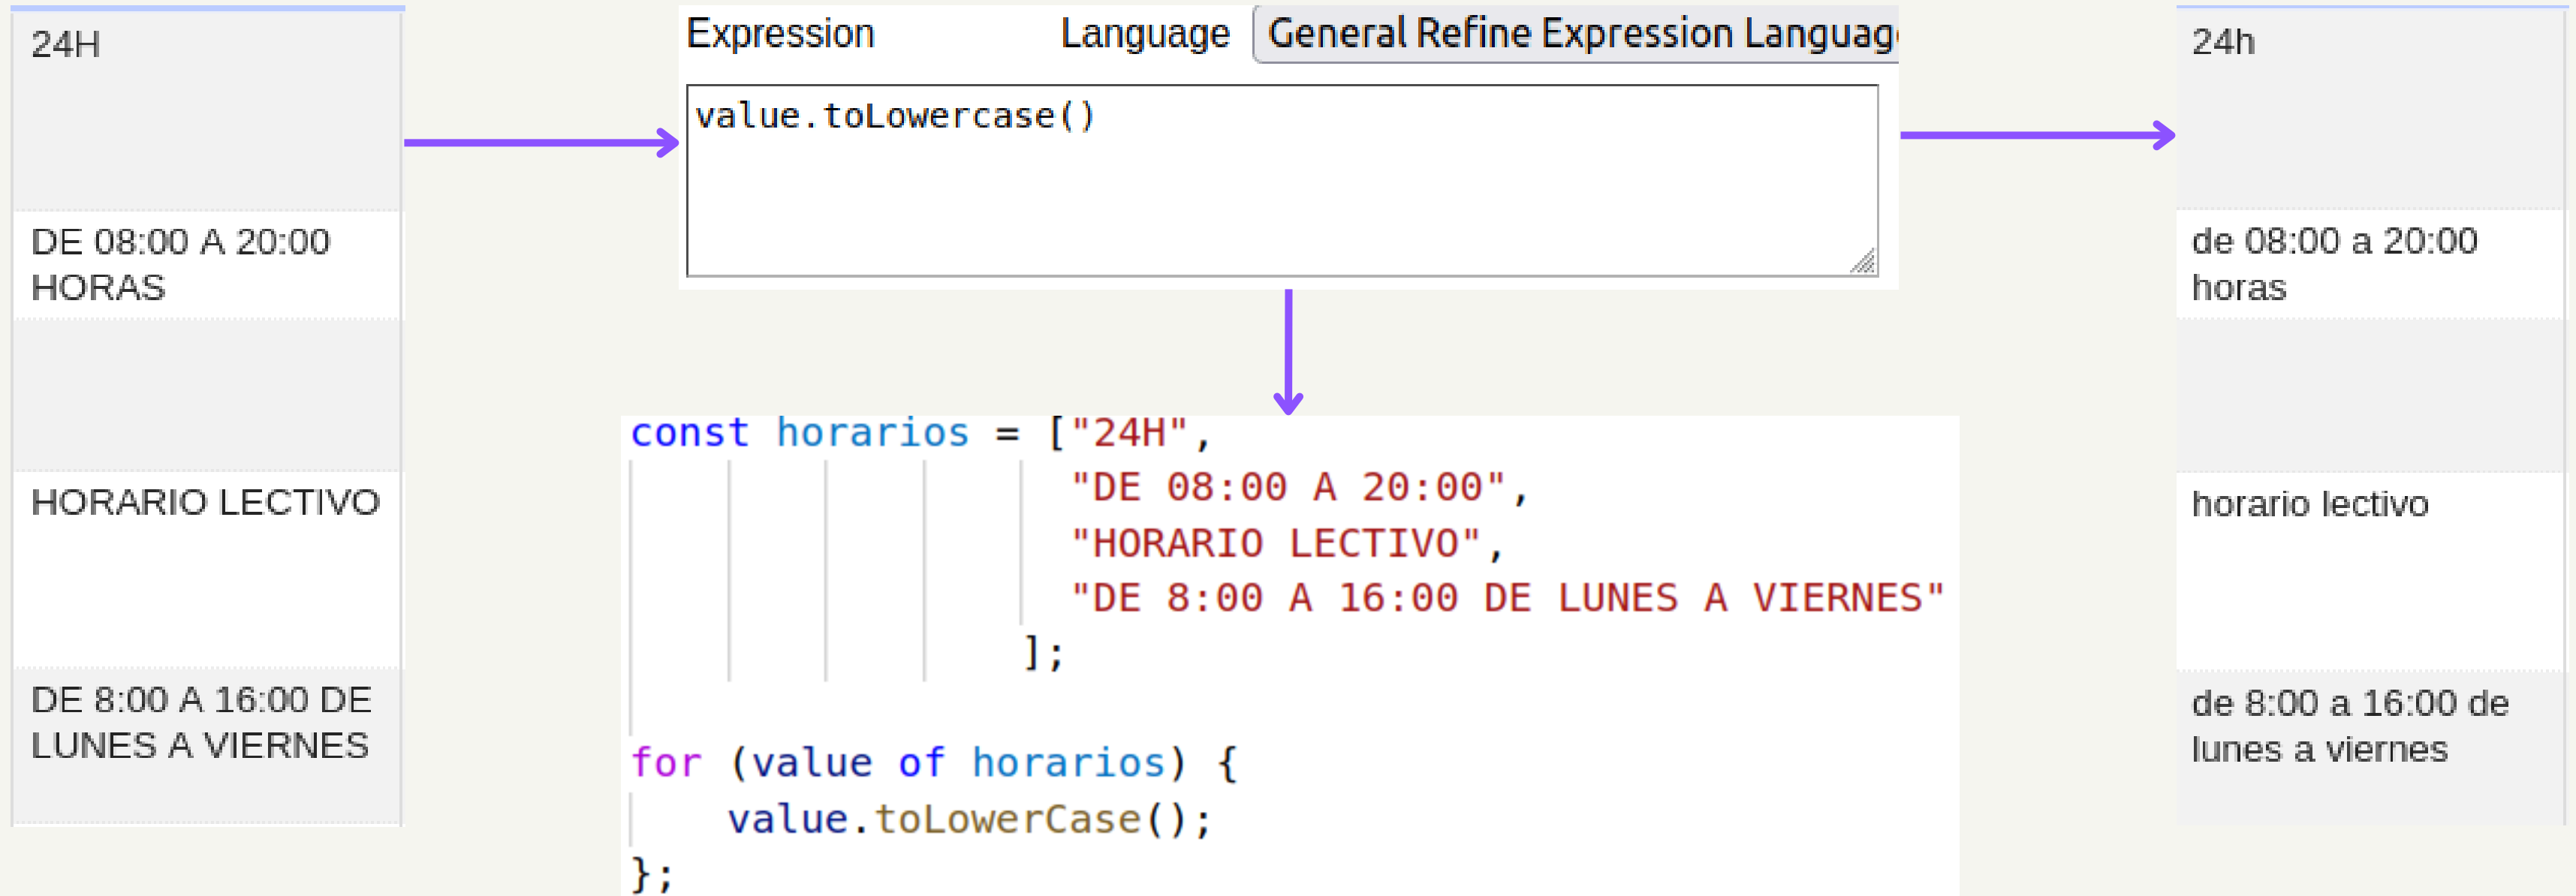 24H
DE 08:00 A 20:00
HORAS
HORARIO LECTIVO
DE 8:00 A 16:00 DE
LUNES A VIERNES
Expression Language General Refine Expression
value.toLowercase()
const horarios = ["24H",
"DE 08:00 A 20:00",
"HORARIO LECTIVO",
"DE 8:00 A 16:00 DE LUNES A VIERNES"
];
for (value of horarios) {
value.toLowerCase();
};
24h
de 08:00 a 20:00
horas
horario lectivo
de 8:00 a 16:00 de
lunes a viernes